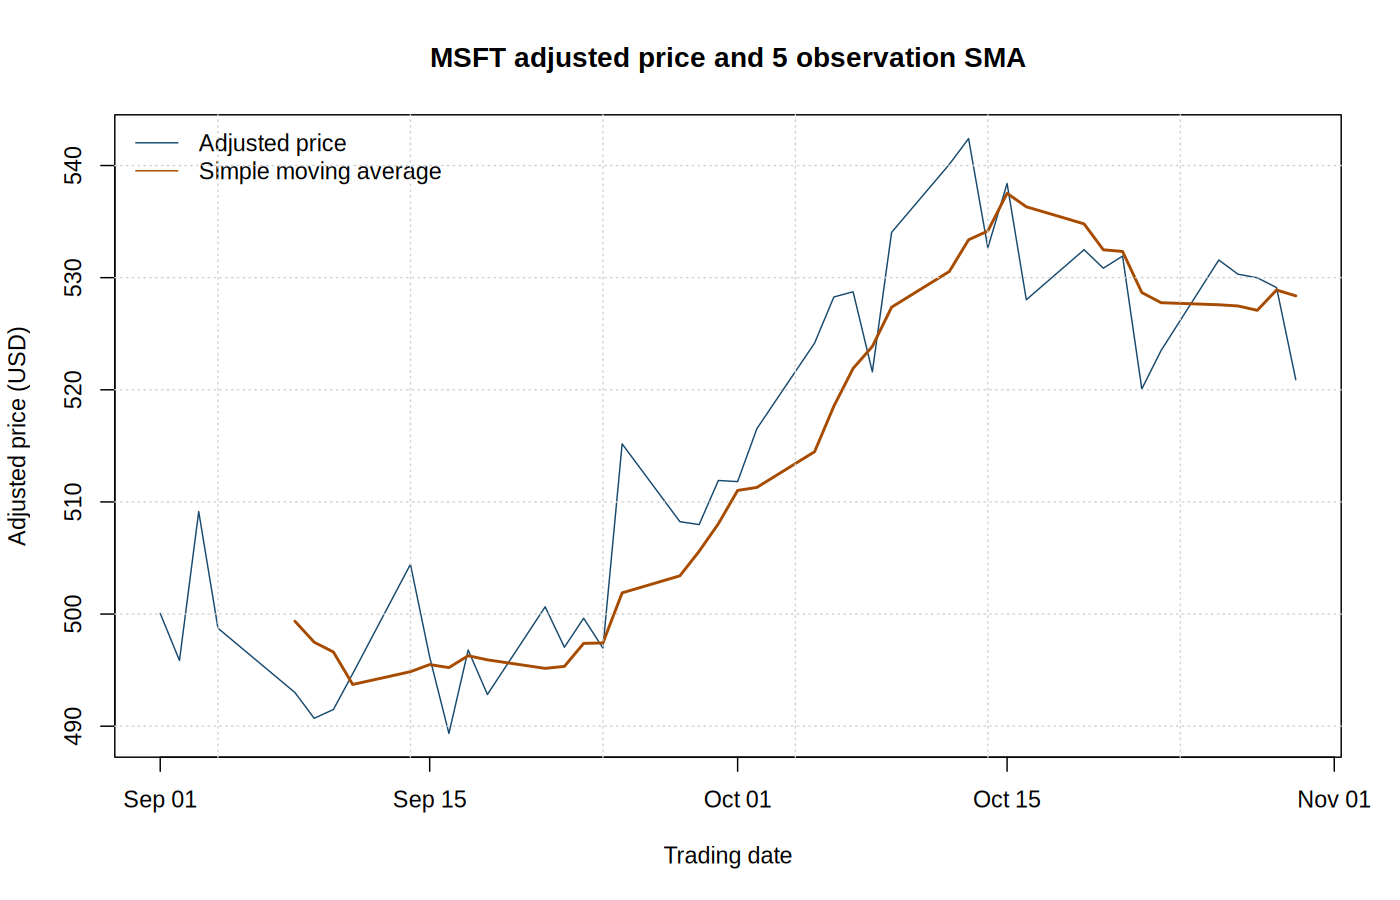 MSFT adjusted price and 5 observation SMA
Adjusted price
Simple moving average
Adjusted price (USD)
540
530
520
510
500
490
Sep 01
Sep 15
Oct 01
Oct 15
Nov 01
Trading date